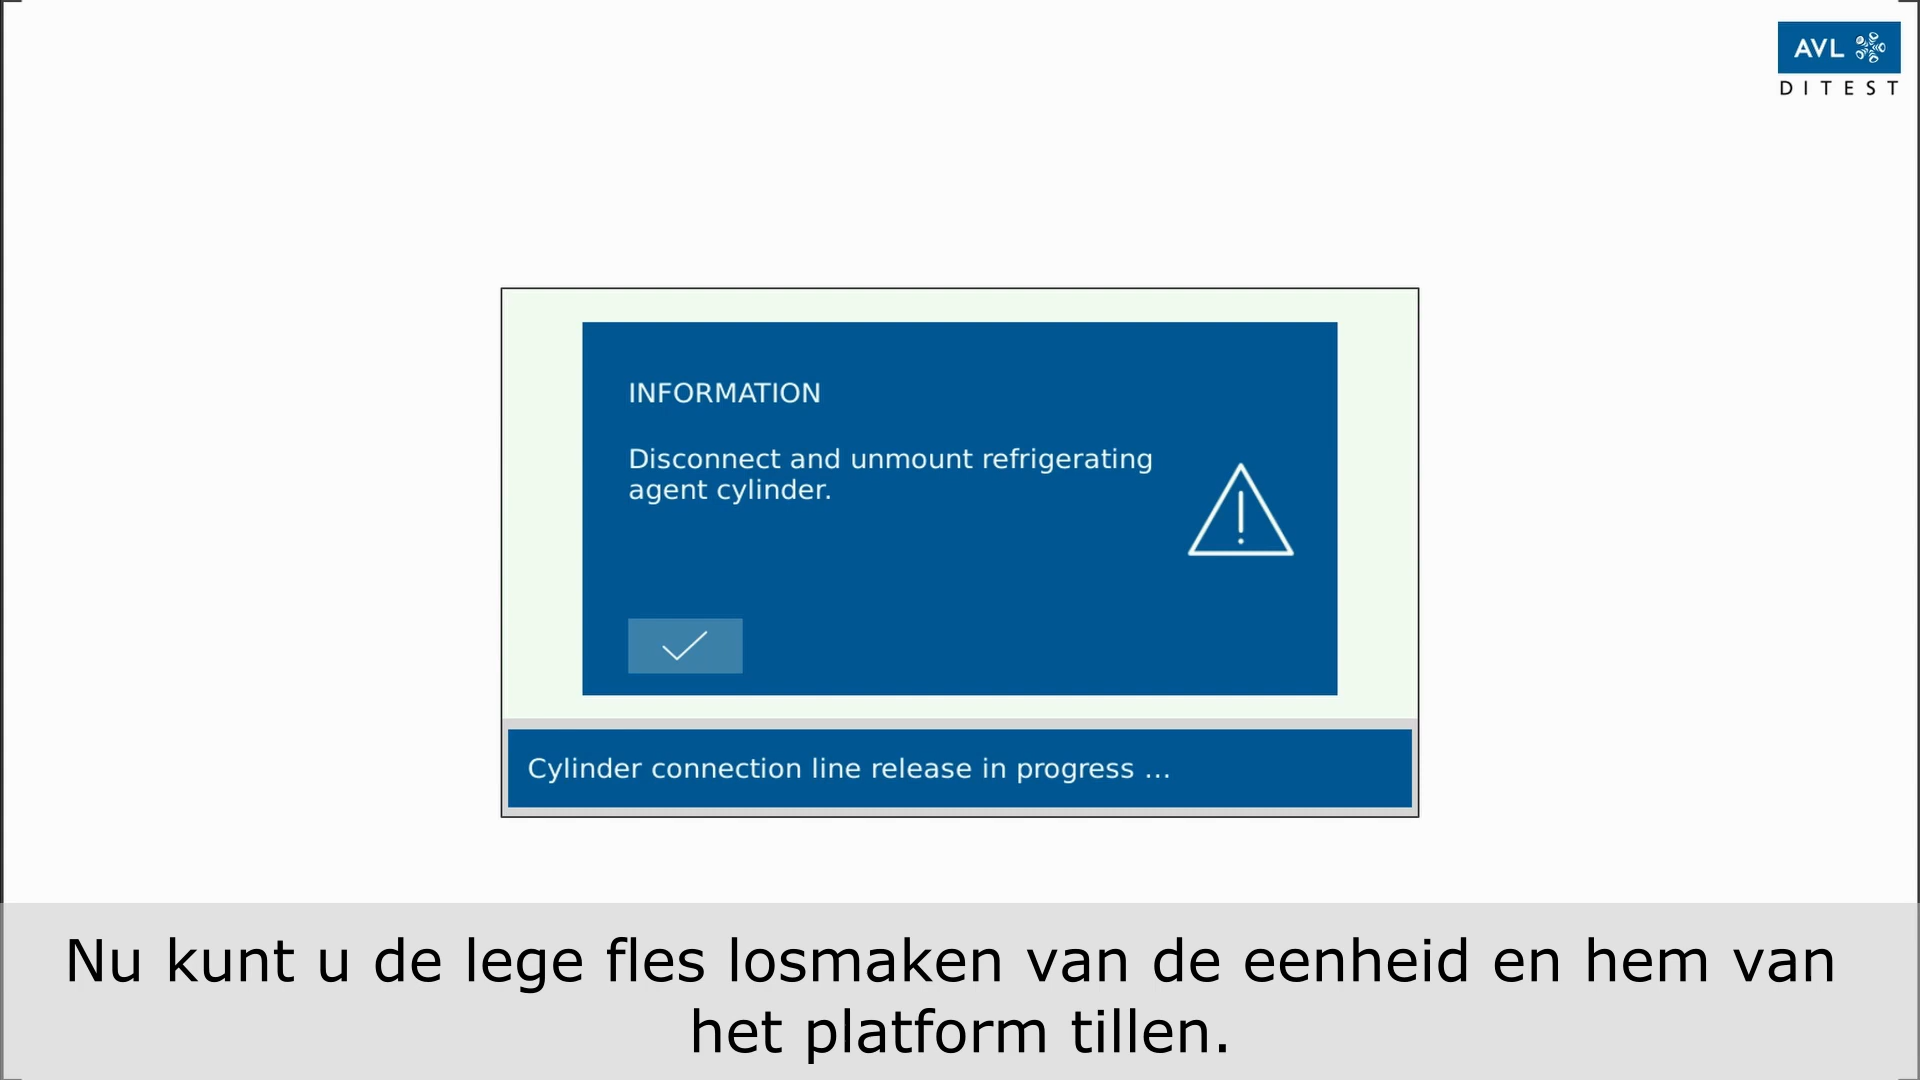 AVL
DITEST
INFORMATION
Disconnect and unmount refrigerating
agent cylinder.
Cylinder connection line release in progress ...
Nu kunt u de lege fles losmaken van de eenheid en hem van
het platform tillen.